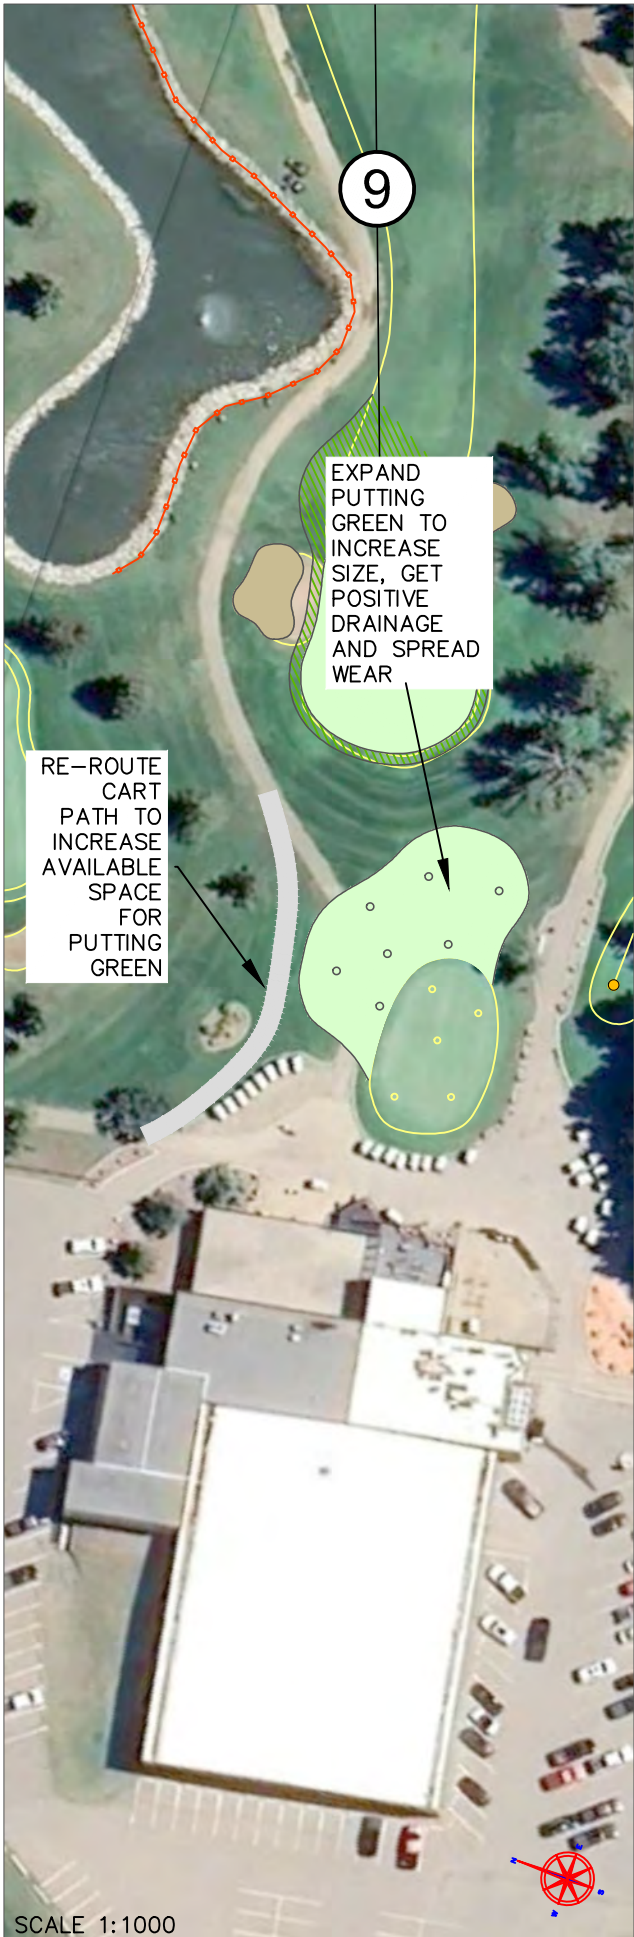 9
EXPAND
PUTTING
GREEN TO
INCREASE
SIZE, GET
POSITIVE
DRAINAGE
AND SPREAD
WEAR
RE-ROUTE
CART
PATH TO
INCREASE
AVAILABLE
SPACE
FOR
PUTTING
GREEN
N
E
S
W
SCALE 1:1000